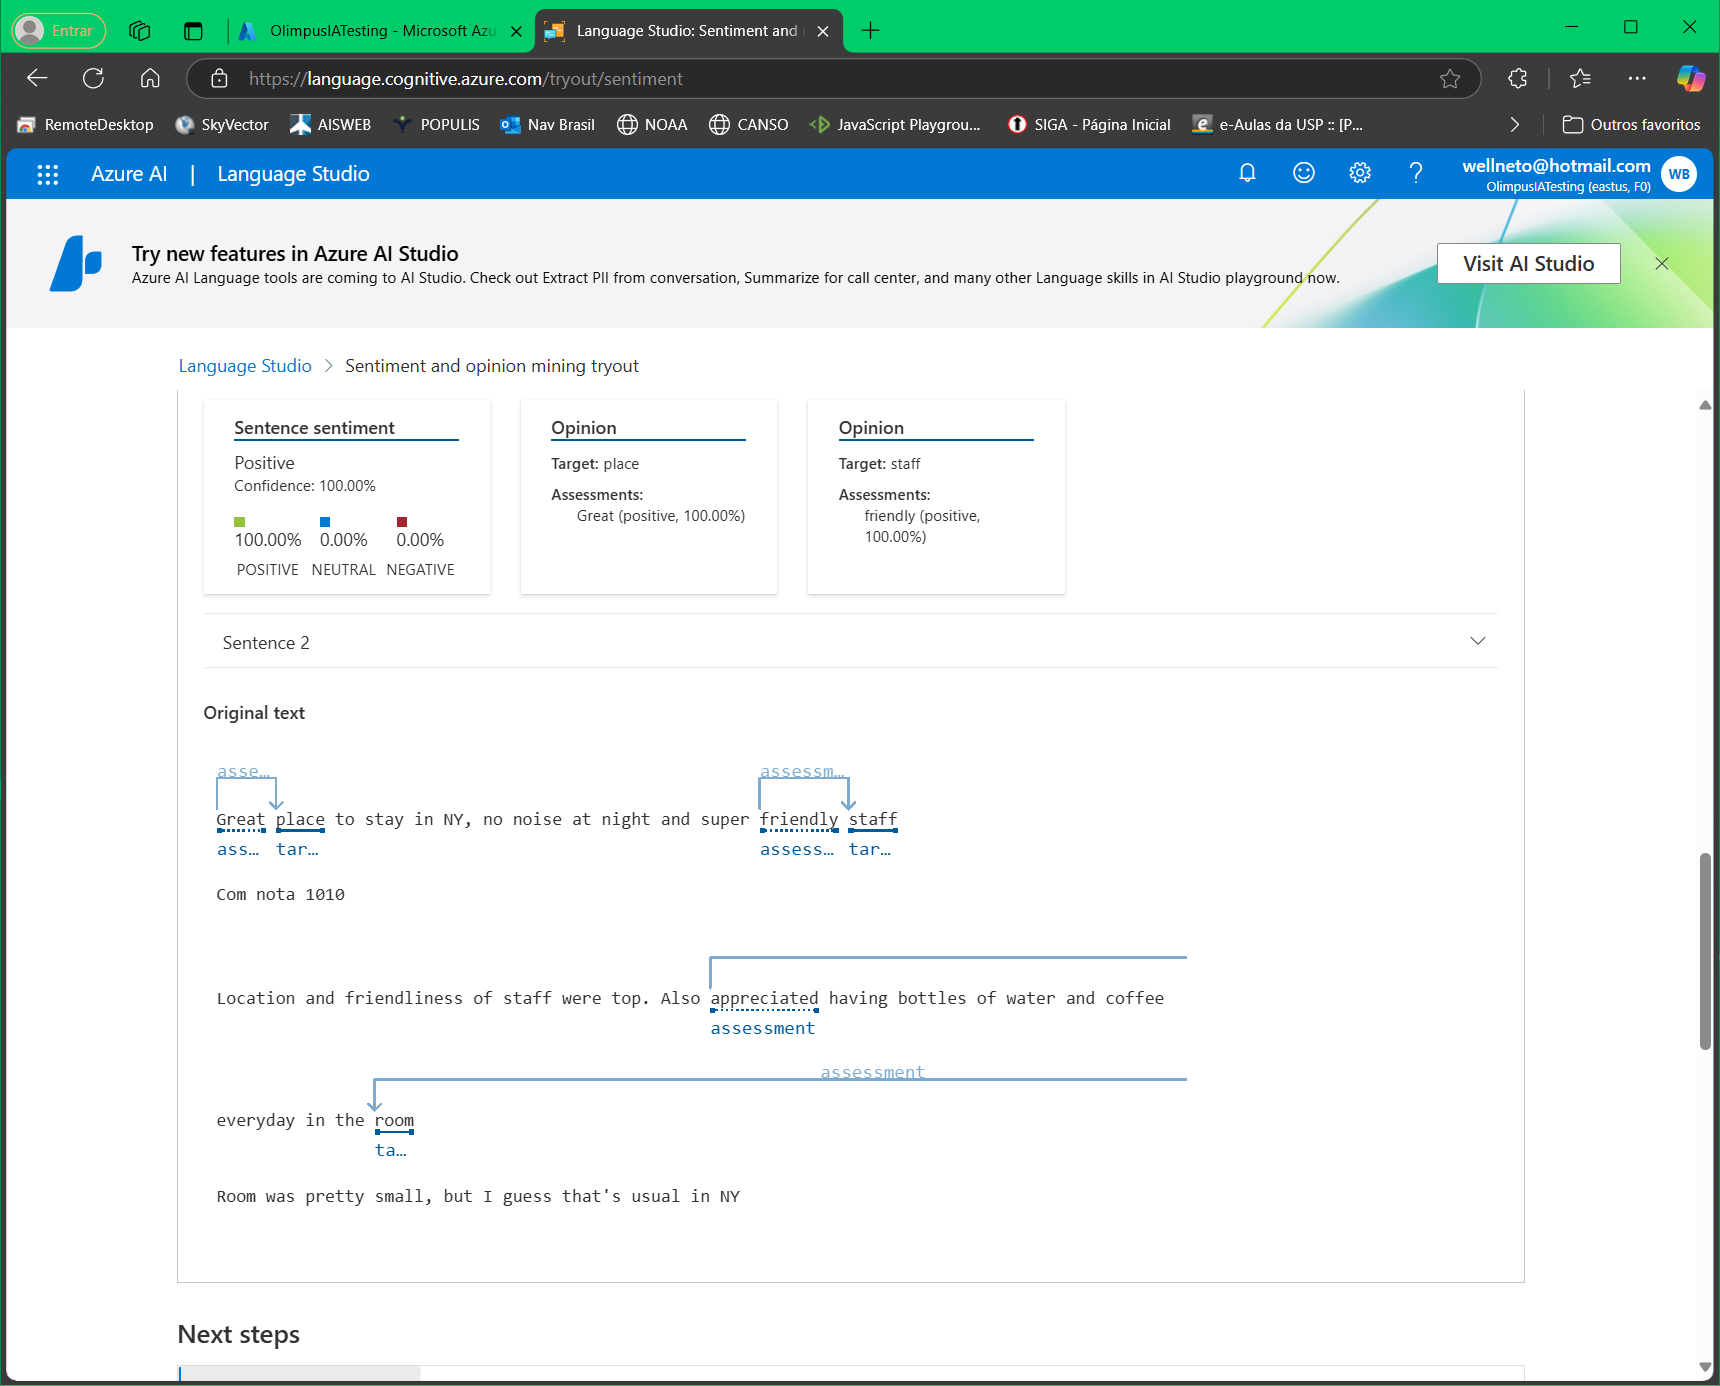 Entrar
OlimpusIATesting - Microsoft Azu
Language Studio: Sentiment and
https://language.cognitive.azure.com/tryout/sentiment
RemoteDesktop SkyVector AISWEB POPULIS Nav Brasil NOAA CANSO JavaScript Playgrou... SIGA - Página Inicial e-Aulas da USP :: [P... Outros favoritos
Azure AI | Language Studio
wellneto@hotmail.com
OlimpusIATesting (eastus, F0)
WB
Try new features in Azure AI Studio
Azure AI Language tools are coming to AI Studio. Check out Extract PII from conversation, Summarize for call center, and many other Language skills in AI Studio playground now.
Visit AI Studio
Language Studio > Sentiment and opinion mining tryout
Sentence sentiment
Positive
Confidence: 100.00%
100.00% 0.00% 0.00%
POSITIVE NEUTRAL NEGATIVE
Opinion
Target: place
Assessments:
Great (positive, 100.00%)
Opinion
Target: staff
Assessments:
friendly (positive,
100.00%)
Sentence 2
Original text
asse... assessm...
Great place to stay in NY, no noise at night and super friendly staff
ass... tar... assess... tar...
Com nota 1010
Location and friendliness of staff were top. Also appreciated having bottles of water and coffee
assessment
assessment
everyday in the room
ta...
Room was pretty small, but I guess that's usual in NY
Next steps